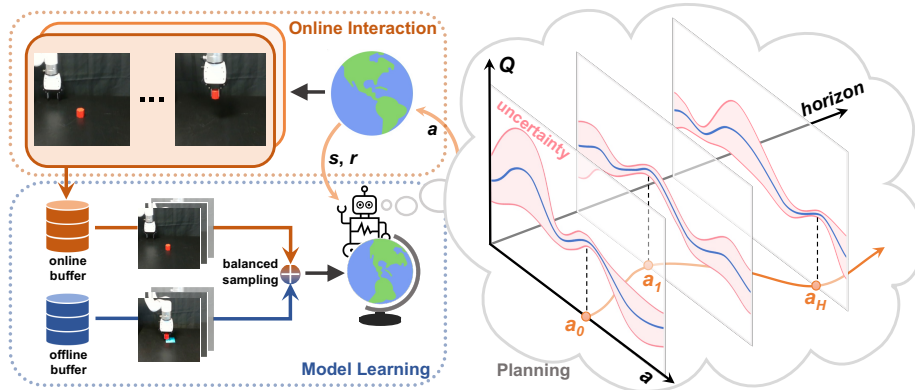 Online Interaction
s, r
a
online
buffer
balanced
sampling
offline
buffer
Model Learning
Q
uncertainty
horizon
a0
a1
aH
a
Planning